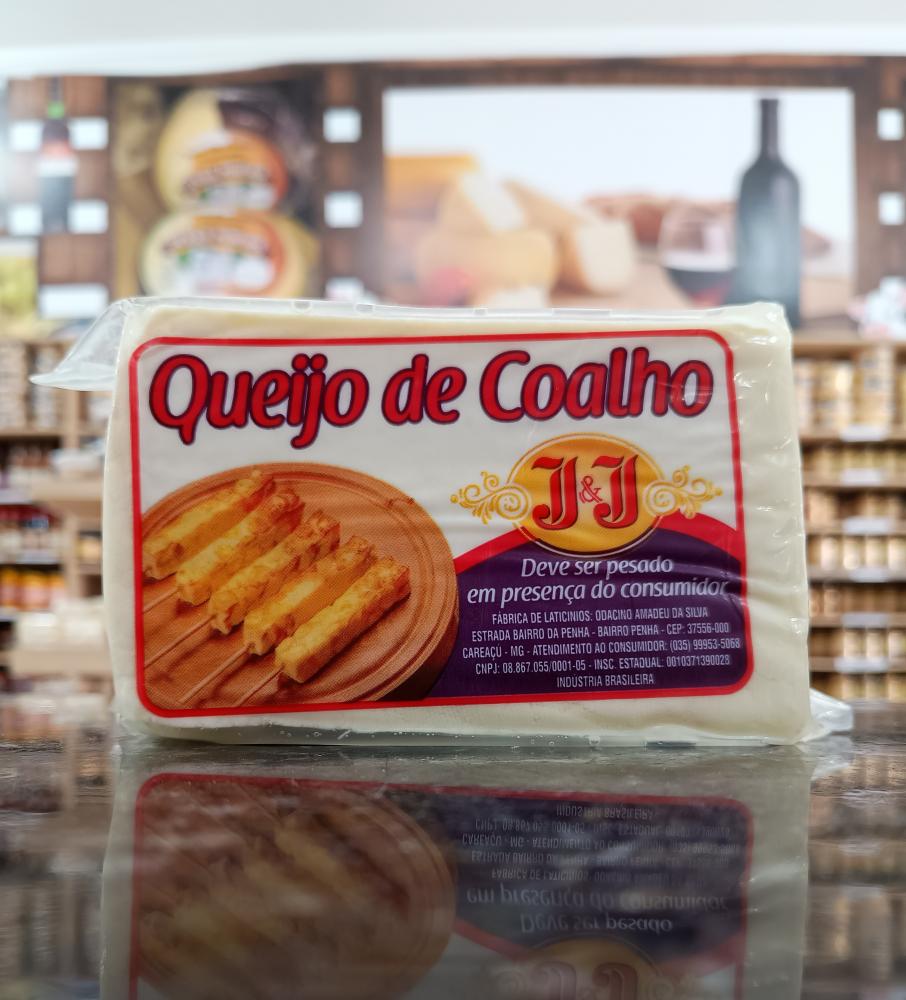 Queijo de Coalho
J&J
Deve ser pesado
em presença do consumidor
FÁBRICA DE LATICINIOS: ODACINO AMADEU DA SILVA
ESTRADA BAIRRO DA PENHA - BAIRRO PENHA - CEP: 37556-000
CAREAÇU - MG - ATENDIMENTO AO CONSUMIDOR: (035) 99953-5068
CNPJ: 08.867.055/0001-05 - INSC. ESTADUAL: 0010371390028
INDÚSTRIA BRASILEIRA